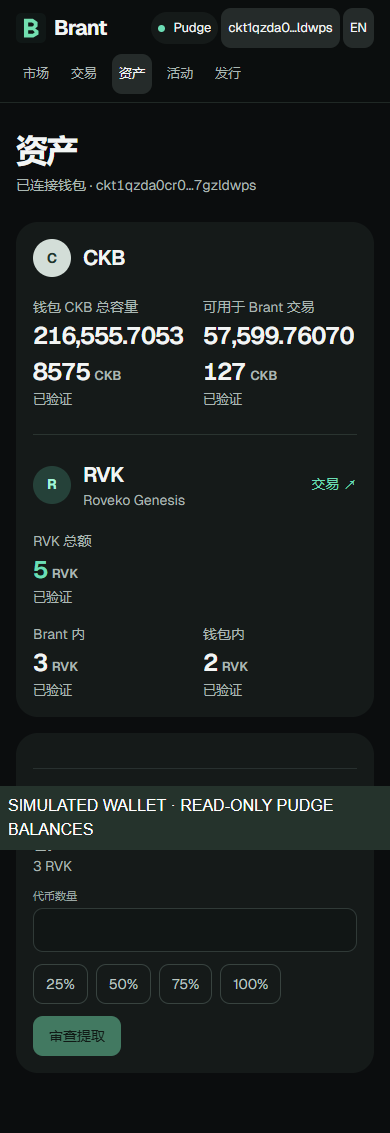 B Brant
Pudge
ckt1qzda0...ldwps
EN
市场 交易 资产 活动 发行
资产
已连接钱包 · ckt1qzda0cr0...7gzldwps
C CKB
钱包 CKB 总容量
216,555.7053
8575 CKB
已验证
可用于 Brant 交易
57,599.76070
127 CKB
已验证
R RVK
Roveko Genesis
交易 ↗
RVK 总额
5 RVK
已验证
Brant 内
3 RVK
已验证
钱包内
2 RVK
已验证
SIMULATED WALLET · READ-ONLY PUDGE
BALANCES
3 RVK
代币数量
25% 50% 75% 100%
审查提取